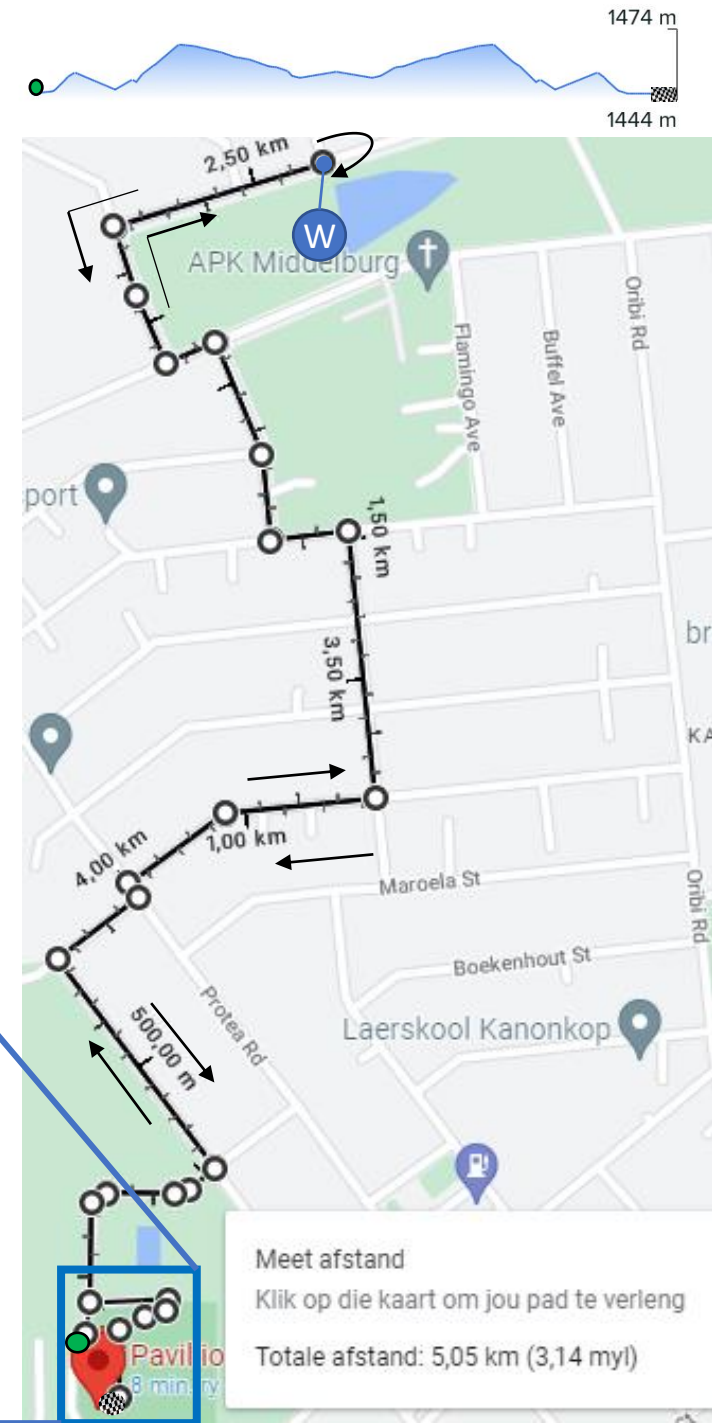 1474 m
1444 m
2,50 km
W
APK Middelburg
Oribi Rd
Flamingo Ave
Buffel Ave
port
1,50 km
br
3,50 km
KA
1,00 km
4,00 km
Maroela St
Oribi Rd
Boekenhout St
Protea Rd
500,00 m
Laerskool Kanonkop
Meet afstand
Klik op die kaart om jou pad te verleng
Totale afstand: 5,05 km (3,14 myl)
Pavilio
8 min. ry